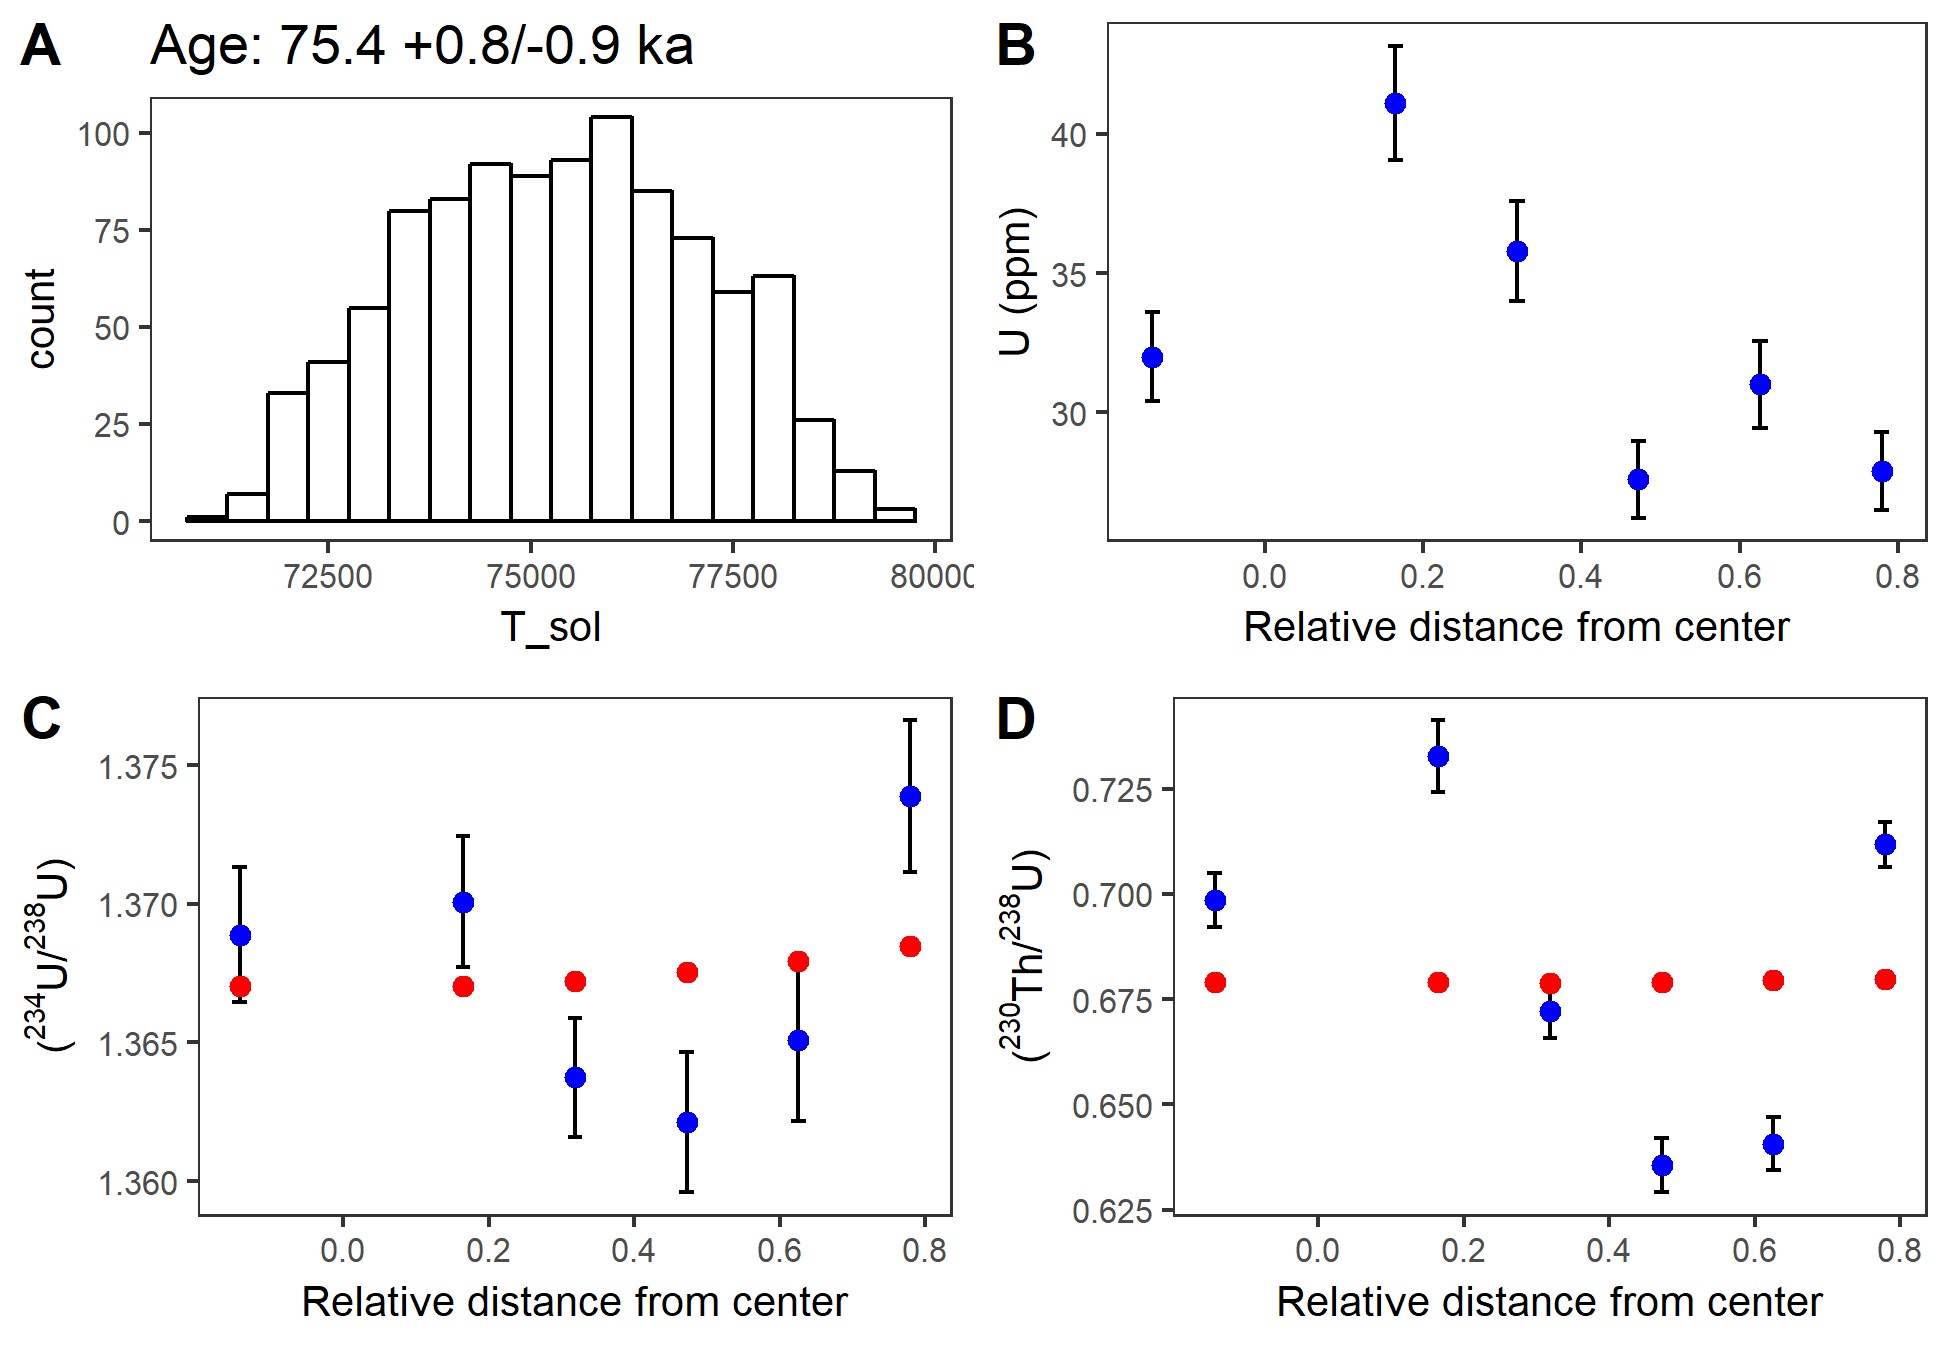 A
Age: 75.4 +0.8/-0.9 ka
count
100
75
50
25
0
72500 75000 77500 80000
T_sol
B
U (ppm)
40
35
30
0.0 0.2 0.4 0.6 0.8
Relative distance from center
C
(²³⁴U/²³⁸U)
1.375
1.370
1.365
1.360
0.0 0.2 0.4 0.6 0.8
Relative distance from center
D
(²³⁰Th/²³⁸U)
0.725
0.700
0.675
0.650
0.625
0.0 0.2 0.4 0.6 0.8
Relative distance from center